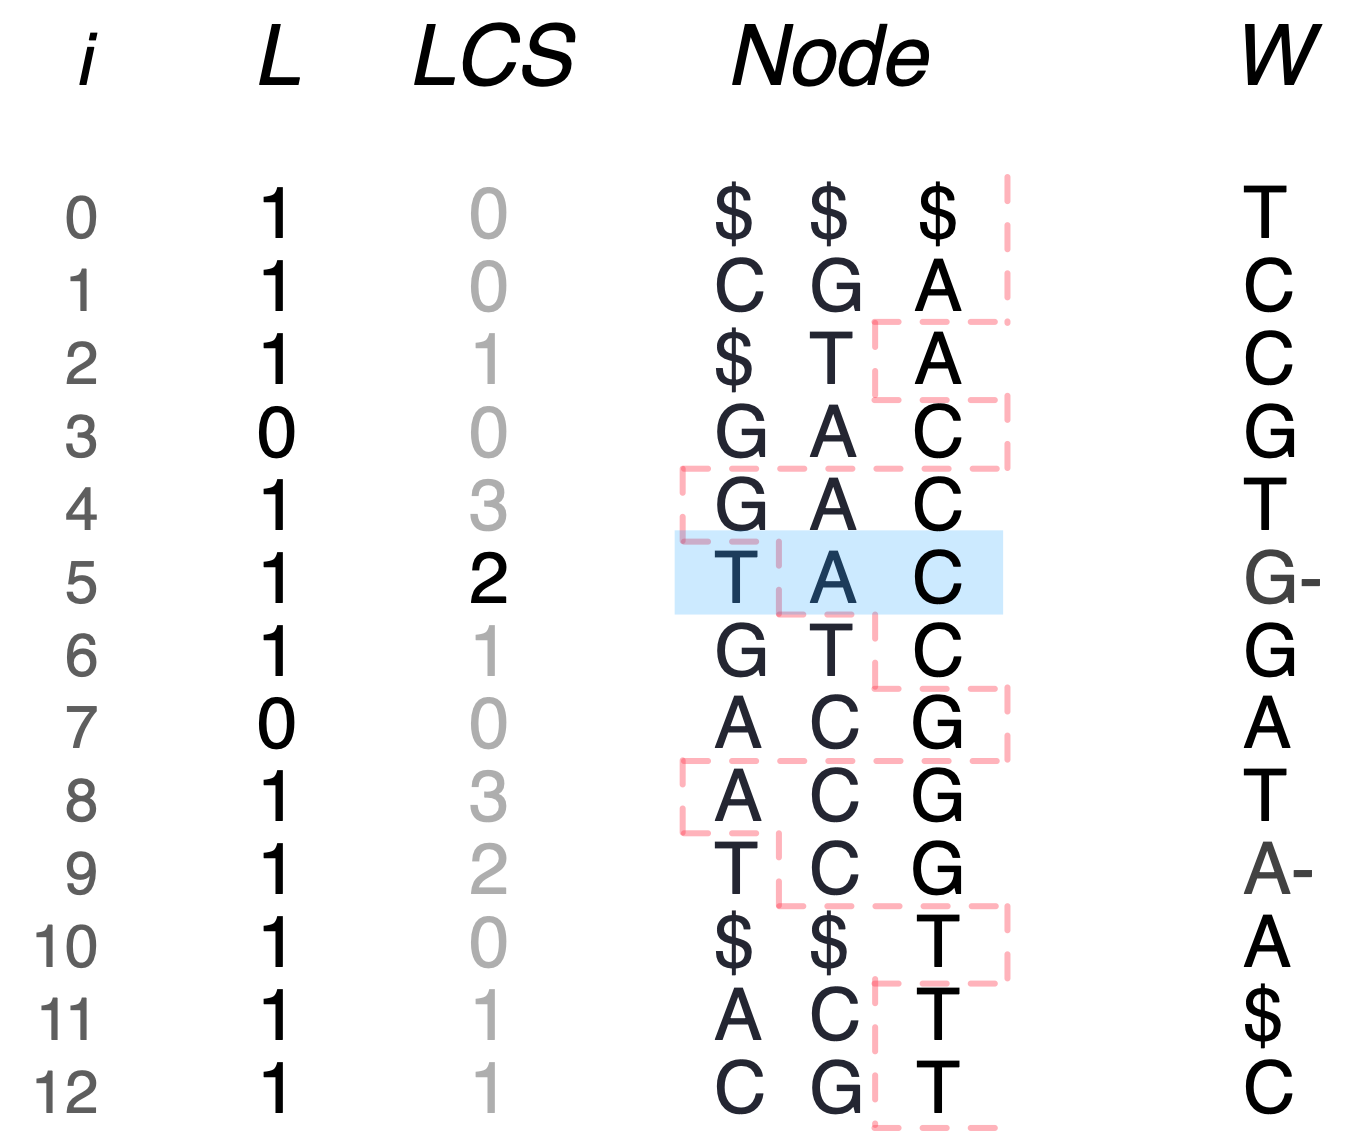 i L LCS Node W
0 1 0 $ $ $ T
1 1 0 C G A C
2 1 1 $ T A C
3 0 0 G A C G
4 1 3 G A C T
5 1 2 T A C G-
6 1 1 G T C G
7 0 0 A C G A
8 1 3 A C G T
9 1 2 T C G A-
10 1 0 $ $ T A
11 1 1 A C T $
12 1 1 C G T C